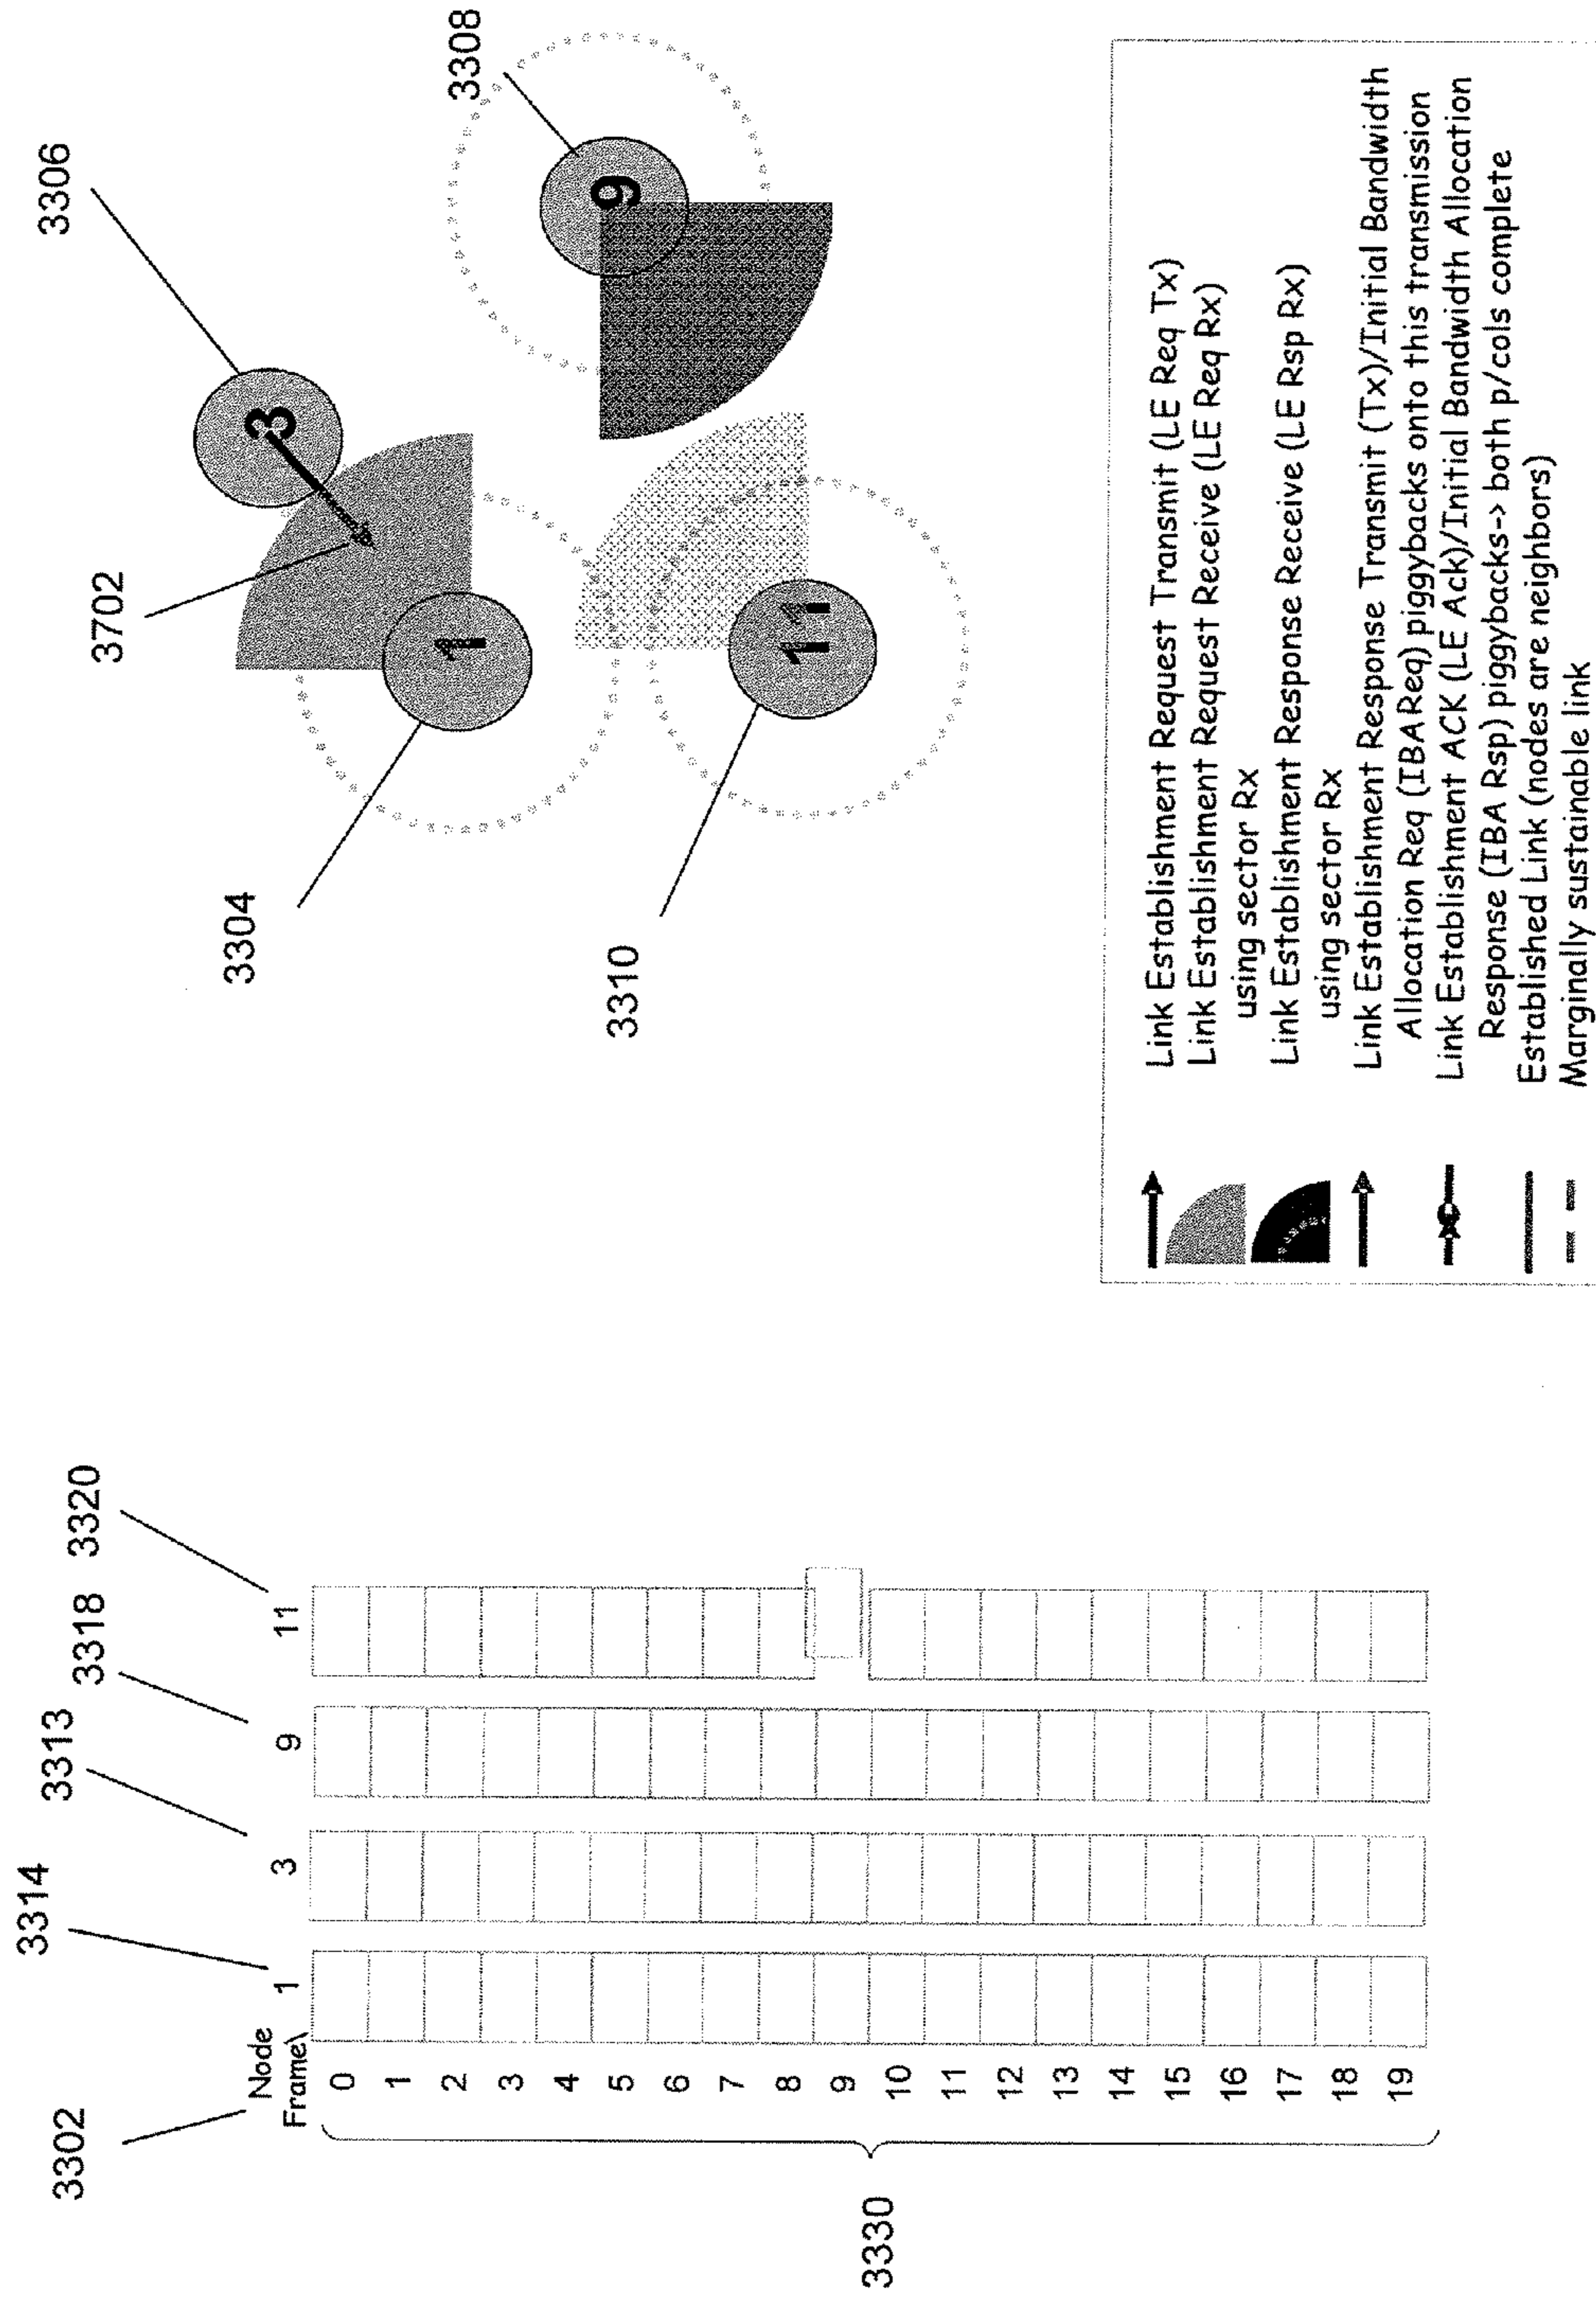 3302
3314
3313
3318
3320
Node
Frame\ 1 3 9 11
0
1
2
3
4
5
6
7
8
9
10
11
12
13
14
15
16
17
18
19
3330
3306
3702
3304
3308
3310
3
1
9
11
Link Establishment Request Transmit (LE Req Tx)
Link Establishment Request Receive (LE Req Rx)
using sector Rx
Link Establishment Response Receive (LE Rsp Rx)
using sector Rx
Link Establishment Response Transmit (Tx)/Initial Bandwidth
Allocation Req (IBA Req) piggybacks onto this transmission
Link Establishment ACK (LE Ack)/Initial Bandwidth Allocation
Response (IBA Rsp) piggybacks-> both p/cols complete
Established Link (nodes are neighbors)
Marginally sustainable link